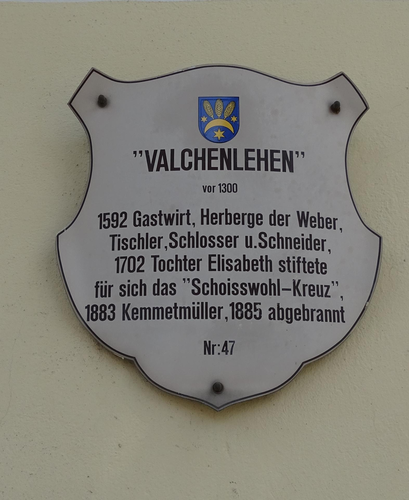 "VALCHENLEHEN"
vor 1300
1592 Gastwirt, Herberge der Weber,
Tischler,Schlosser u.Schneider,
1702 Tochter Elisabeth stiftete
für sich das "Schoisswohl-Kreuz",
1883 Kemmetmüller,1885 abgebrannt
Nr:47